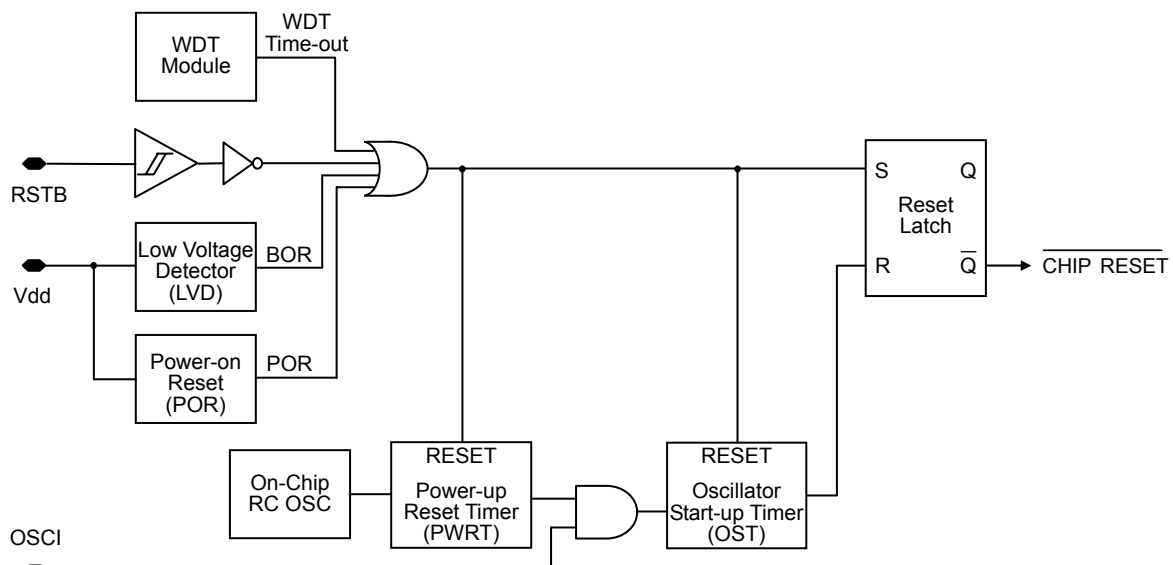 WDT
Module
WDT
Time-out
RSTB
Low Voltage
Detector
(LVD)
BOR
Vdd
Power-on
Reset
(POR)
POR
S
Q
Reset
Latch
R
Q
CHIP RESET
On-Chip
RC OSC
RESET
Power-up
Reset Timer
(PWRT)
RESET
Oscillator
Start-up Timer
(OST)
OSCI